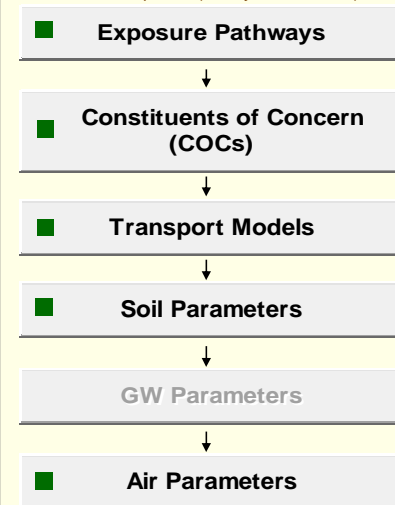 Exposure Pathways
Constituents of Concern
(COCs)
Transport Models
Soil Parameters
GW Parameters
Air Parameters